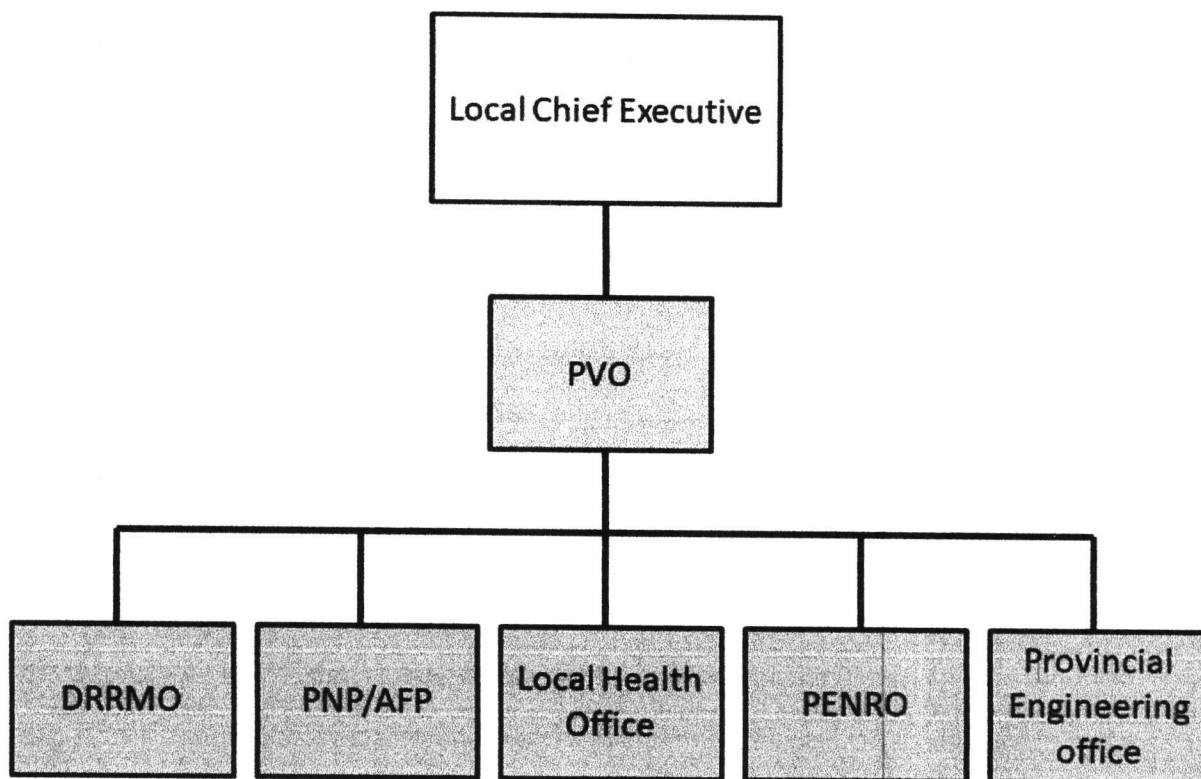 Local Chief Executive
PVO
DRRMO
PNP/AFP
Local Health
Office
PENRO
Provincial
Engineering
office